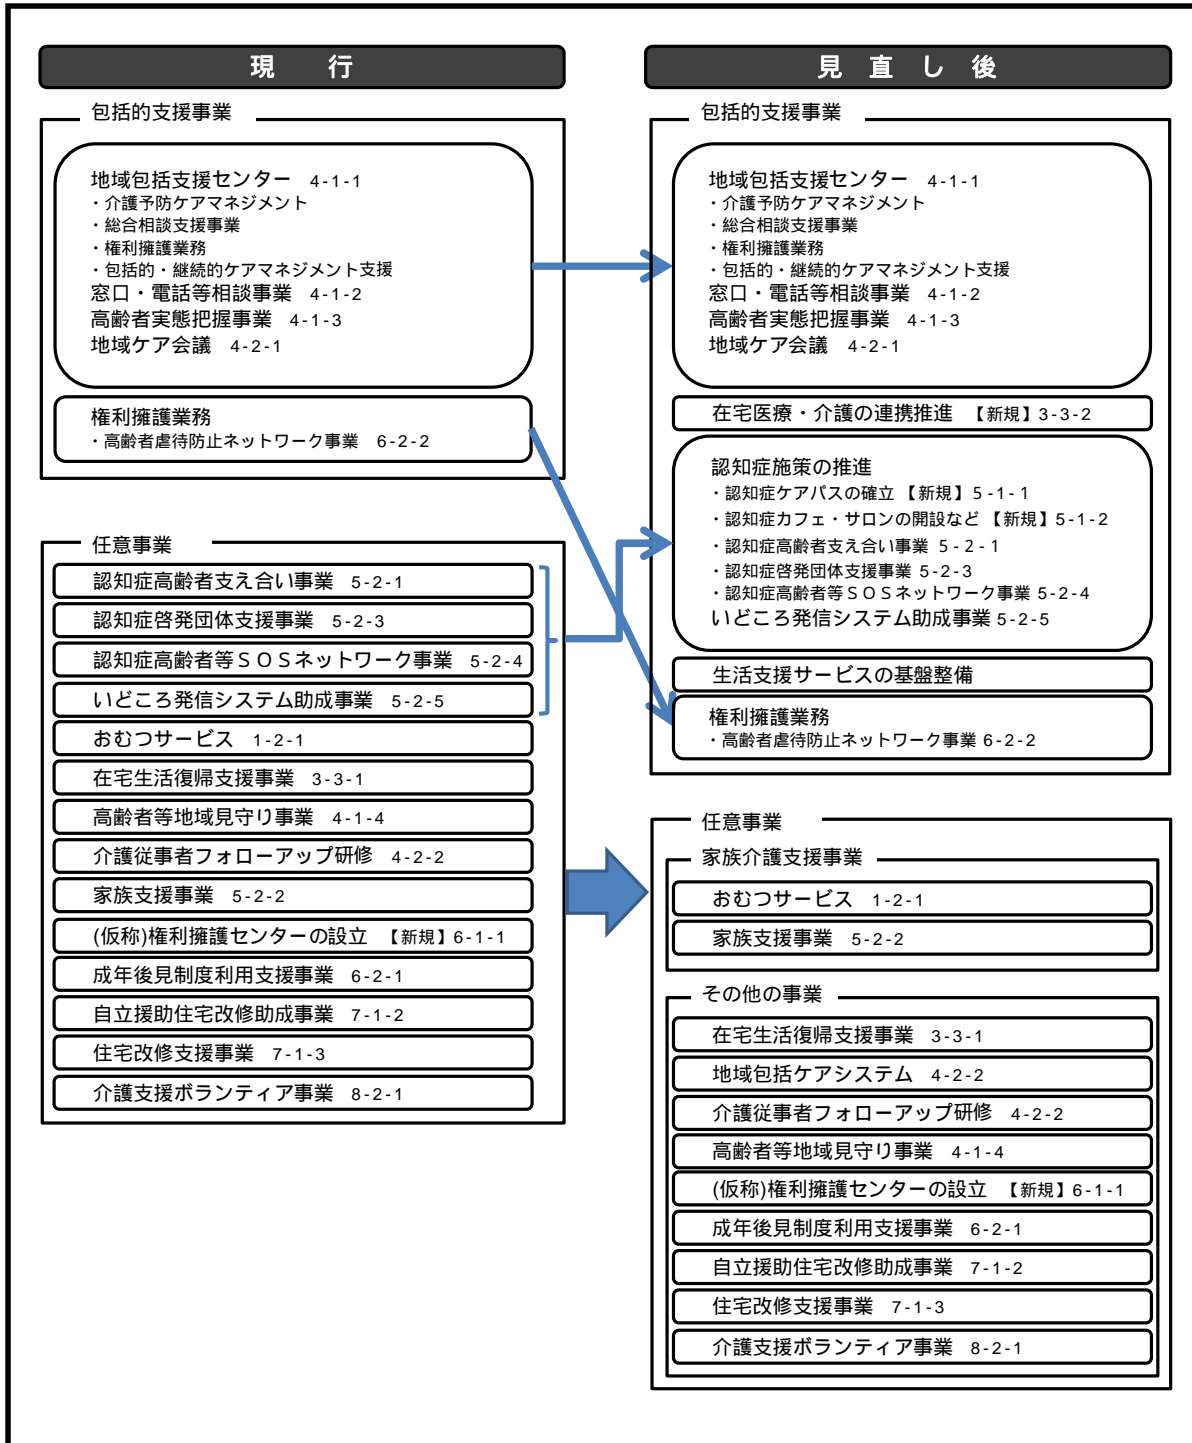 現　行
包括的支援事業
地域包括支援センター 4-1-1
・介護予防ケアマネジメント
・総合相談支援事業
・権利擁護業務
・包括的・継続的ケアマネジメント支援
窓口・電話等相談事業 4-1-2
高齢者実態把握事業 4-1-3
地域ケア会議 4-2-1
権利擁護業務
・高齢者虐待防止ネットワーク事業 6-2-2
任意事業
認知症高齢者支え合い事業 5-2-1
認知症啓発団体支援事業 5-2-3
認知症高齢者等ＳＯＳネットワーク事業 5-2-4
いどころ発信システム助成事業 5-2-5
おむつサービス 1-2-1
在宅生活復帰支援事業 3-3-1
高齢者等地域見守り事業 4-1-4
介護従事者フォローアップ研修 4-2-2
家族支援事業 5-2-2
(仮称)権利擁護センターの設立 【新規】6-1-1
成年後見制度利用支援事業 6-2-1
自立援助住宅改修助成事業 7-1-2
住宅改修支援事業 7-1-3
介護支援ボランティア事業 8-2-1
見 直 し 後
包括的支援事業
地域包括支援センター 4-1-1
・介護予防ケアマネジメント
・総合相談支援事業
・権利擁護業務
・包括的・継続的ケアマネジメント支援
窓口・電話等相談事業 4-1-2
高齢者実態把握事業 4-1-3
地域ケア会議 4-2-1
在宅医療・介護の連携推進 【新規】3-3-2
認知症施策の推進
・認知症ケアパスの確立 【新規】5-1-1
・認知症カフェ・サロンの開設など 【新規】5-1-2
・認知症高齢者支え合い事業 5-2-1
・認知症啓発団体支援事業 5-2-3
・認知症高齢者等ＳＯＳネットワーク事業 5-2-4
いどころ発信システム助成事業 5-2-5
生活支援サービスの基盤整備
権利擁護業務
・高齢者虐待防止ネットワーク事業 6-2-2
任意事業
家族介護支援事業
おむつサービス 1-2-1
家族支援事業 5-2-2
その他の事業
在宅生活復帰支援事業 3-3-1
地域包括ケアシステム 4-2-2
介護従事者フォローアップ研修 4-2-2
高齢者等地域見守り事業 4-1-4
(仮称)権利擁護センターの設立 【新規】6-1-1
成年後見制度利用支援事業 6-2-1
自立援助住宅改修助成事業 7-1-2
住宅改修支援事業 7-1-3
介護支援ボランティア事業 8-2-1